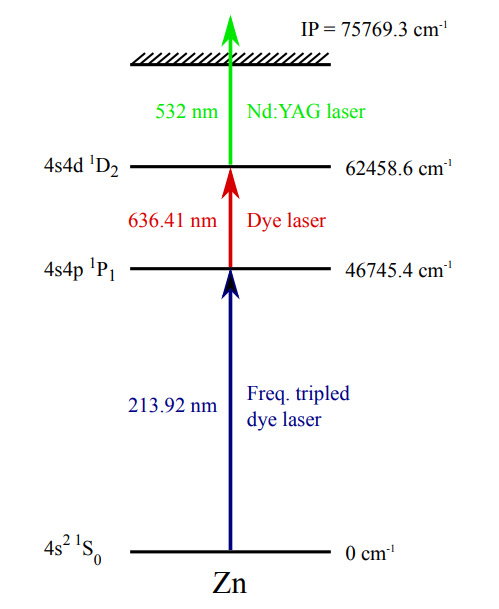 IP = 75769.3 cm⁻¹
532 nm Nd:YAG laser
4s4d ¹D₂ 62458.6 cm⁻¹
636.41 nm Dye laser
4s4p ¹P₁ 46745.4 cm⁻¹
213.92 nm Freq. tripled
dye laser
4s² ¹S₀ 0 cm⁻¹
Zn